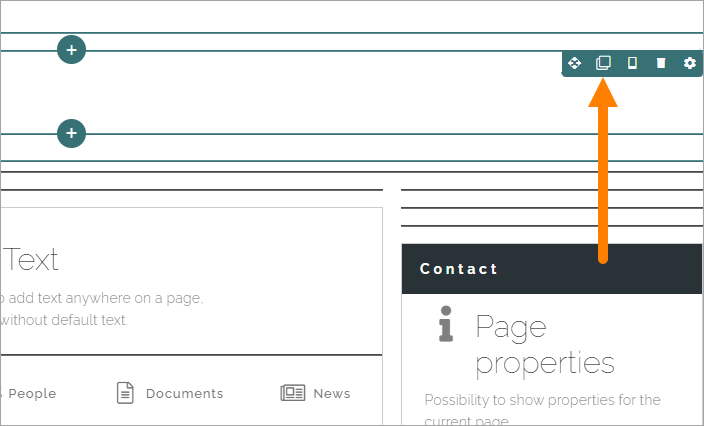 Text
add text anywhere on a page,
without default text.
People
Documents
News
Contact
Page
properties
Possibility to show properties for the
current page